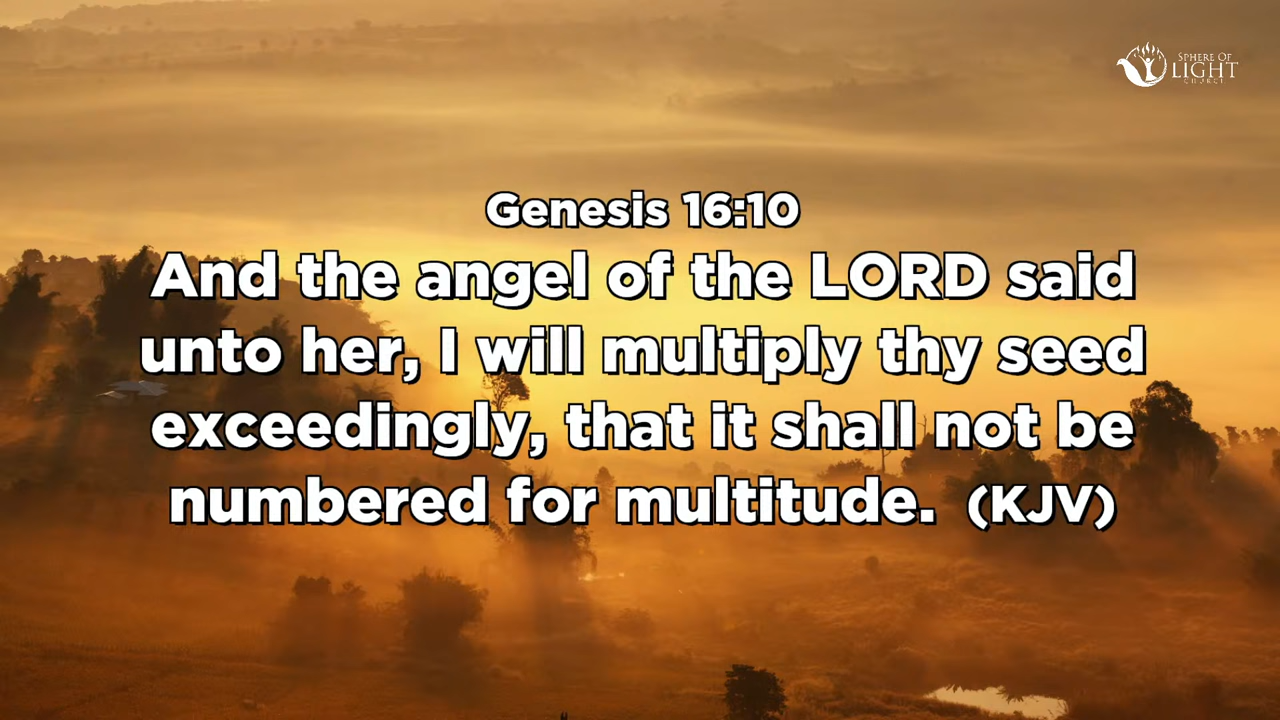 SPHERE OF
LIGHT
CHURCH
Genesis 16:10
And the angel of the LORD said
unto her, I will multiply thy seed
exceedingly, that it shall not be
numbered for multitude. (KJV)